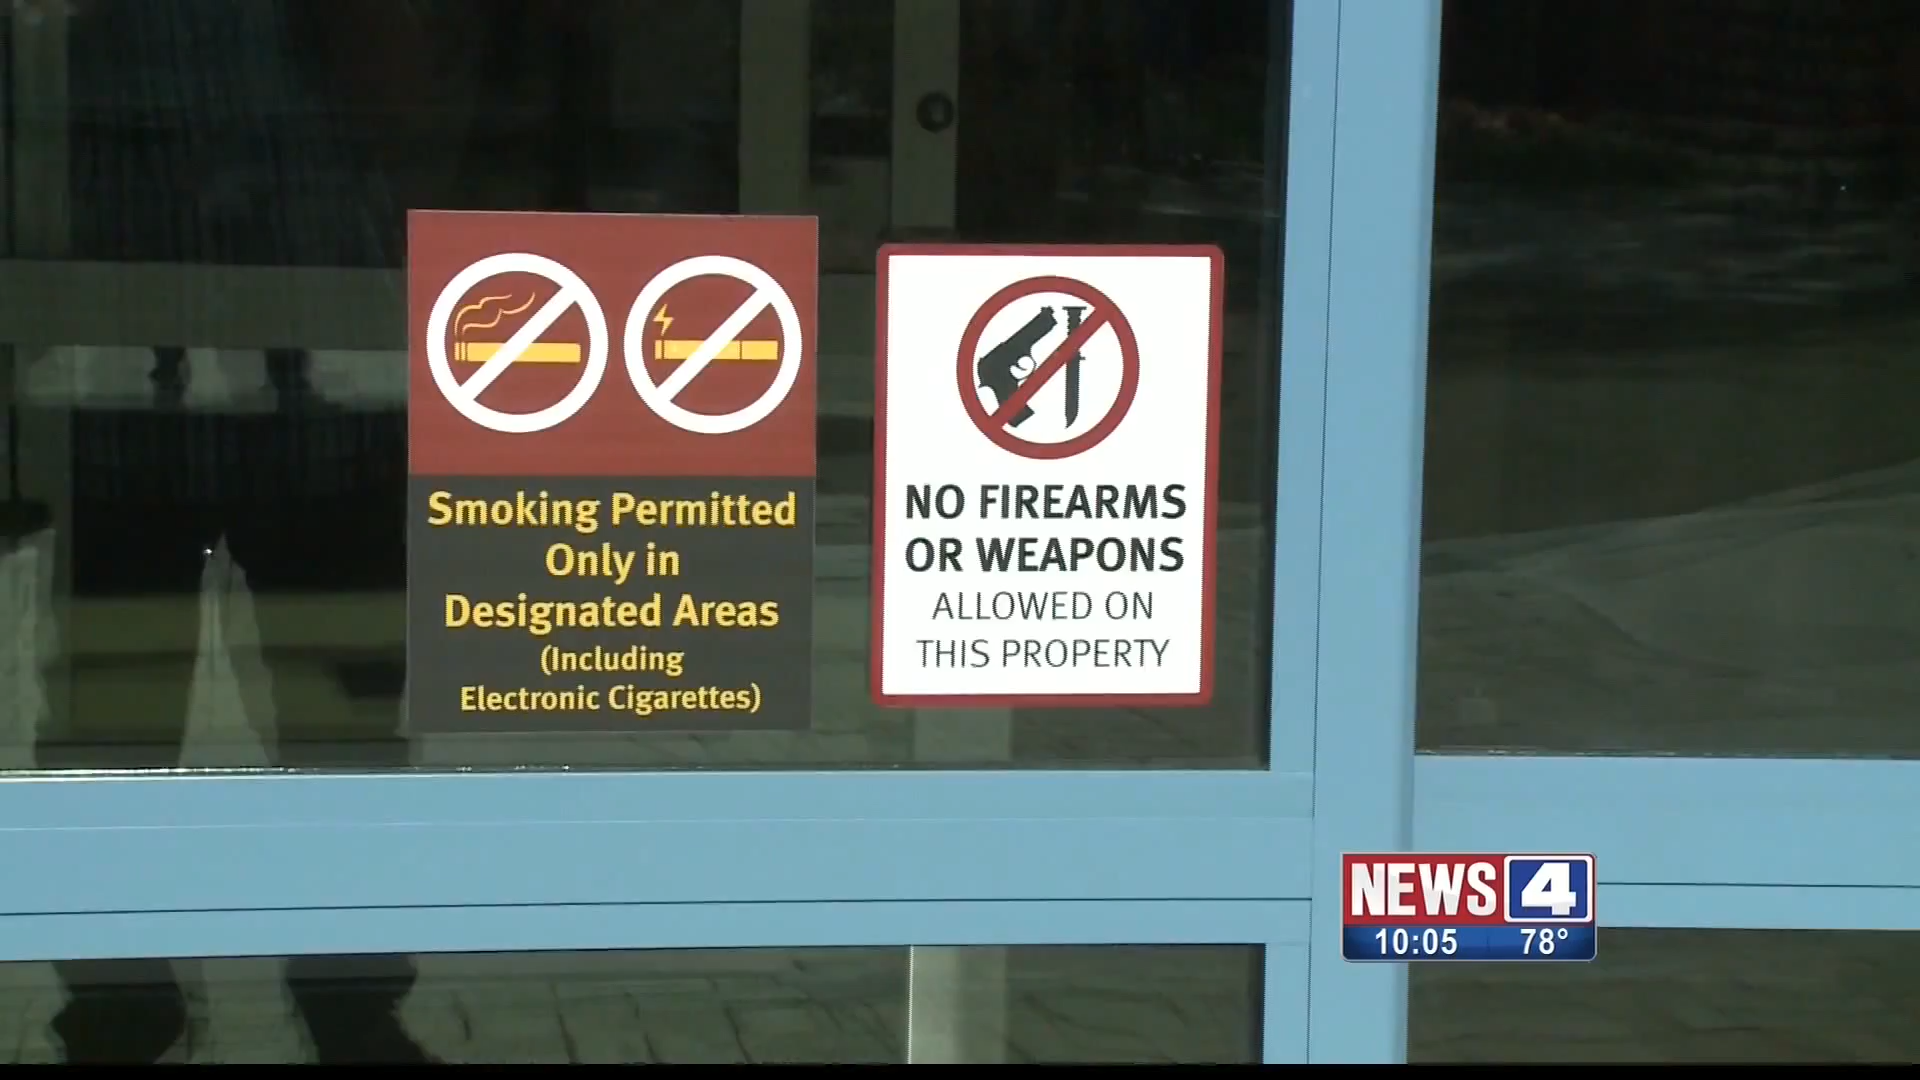 Smoking Permitted
Only in
Designated Areas
(Including
Electronic Cigarettes)
NO FIREARMS
OR WEAPONS
ALLOWED ON
THIS PROPERTY
NEWS 4
10:05 78°